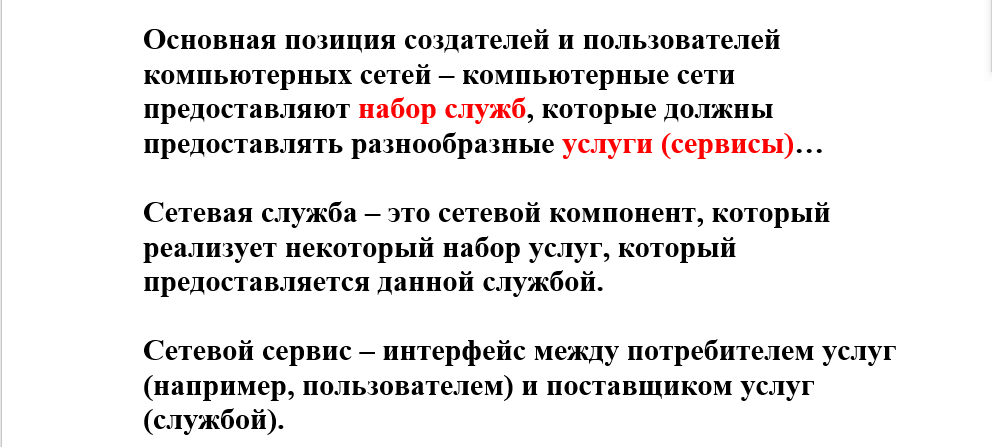 Основная позиция создателей и пользователей
компьютерных сетей – компьютерные сети
предоставляют набор служб, которые должны
предоставлять разнообразные услуги (сервисы)…
Сетевая служба – это сетевой компонент, который
реализует некоторый набор услуг, который
предоставляется данной службой.
Сетевой сервис – интерфейс между потребителем услуг
(например, пользователем) и поставщиком услуг
(службой).